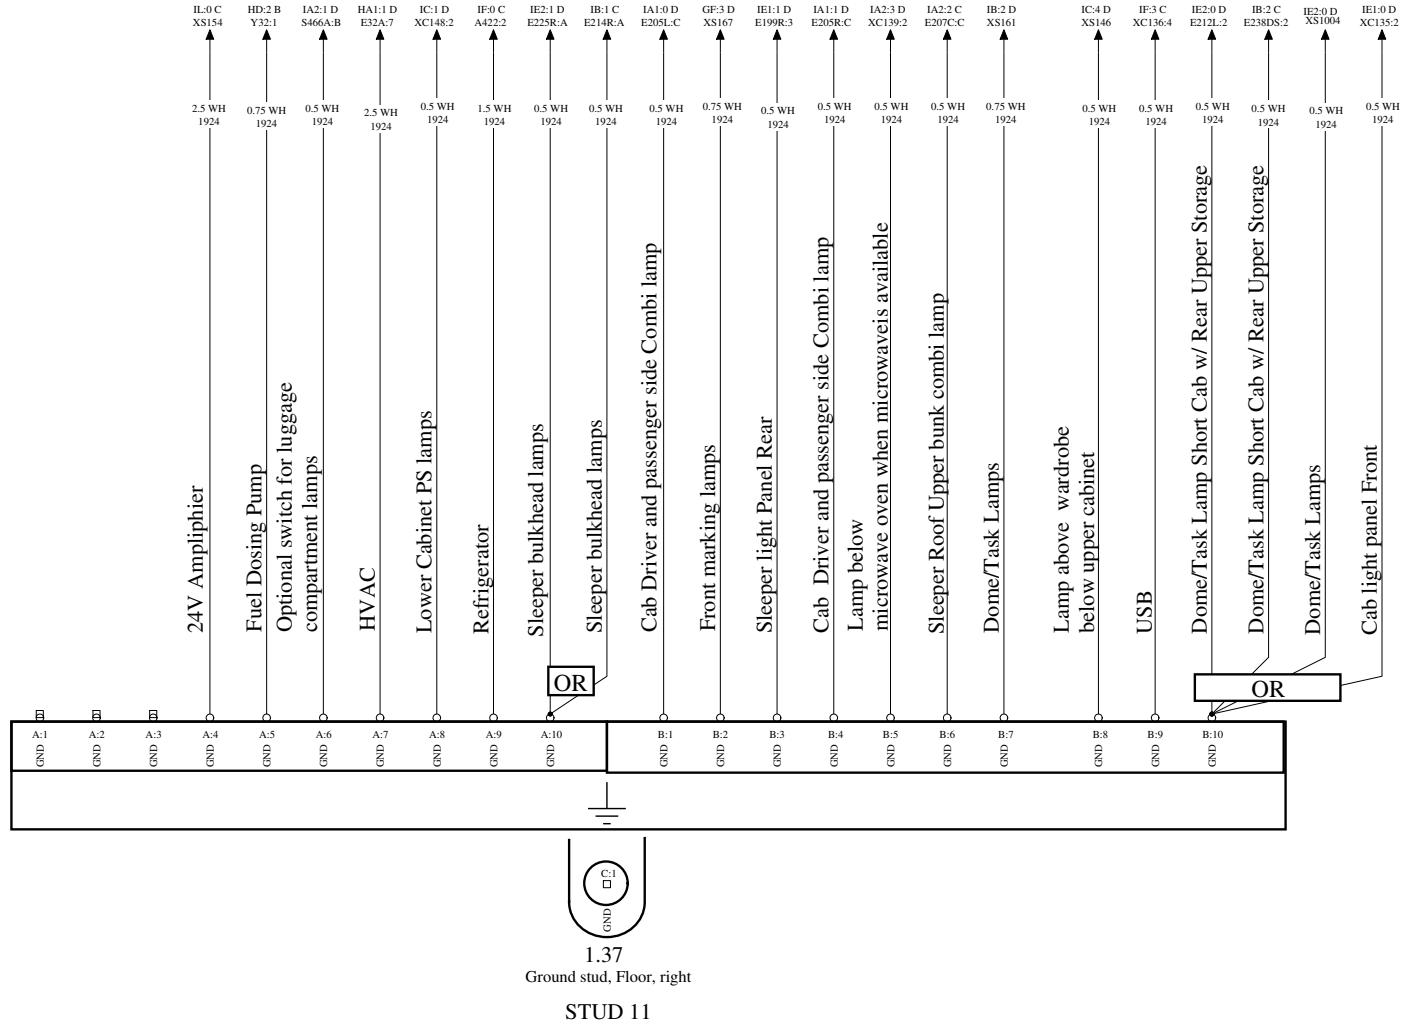 IL:0 C HD:2 B IA2:1 D HA1:1 D IC:1 D IF:0 C IE2:1 D IB:1 C IA1:0 D GF:3 D IE1:1 D IA1:1 D IA2:3 D IA2:2 C IB:2 D IC:4 D IF:3 C IE2:0 D IB:2 C IE2:0 D IE1:0 D
XS154 Y32:1 S466A:B E32A:7 XC148:2 A422:2 E225R:A E214R:A E205L:C XS167 E199R:3 E205R:C XC139:2 E207C:C XS161 XS146 XC136:4 E212L:2 E238DS:2 XS1004 XC135:2
2.5 WH 0.75 WH 0.5 WH 2.5 WH 0.5 WH 1.5 WH 0.5 WH 0.5 WH 0.5 WH 0.75 WH 0.5 WH 0.5 WH 0.5 WH 0.5 WH 0.75 WH 0.5 WH 0.5 WH 0.5 WH 0.5 WH 0.5 WH 0.5 WH
1924 1924 1924 1924 1924 1924 1924 1924 1924 1924 1924 1924 1924 1924 1924 1924 1924 1924 1924 1924 1924
24V Ampliphier
Fuel Dosing Pump
Optional switch for luggage
compartment lamps
HVAC
Lower Cabinet PS lamps
Refrigerator
Sleeper bulkhead lamps
Sleeper bulkhead lamps
Cab Driver and passenger side Combi lamp
Front marking lamps
Sleeper light Panel Rear
Cab Driver and passenger side Combi lamp
Lamp below
microwave oven when microwaveis available
Sleeper Roof Upper bunk combi lamp
Dome/Task Lamps
Lamp above wardrobe
below upper cabinet
USB
Dome/Task Lamp Short Cab w/ Rear Upper Storage
Dome/Task Lamp Short Cab w/ Rear Upper Storage
Dome/Task Lamps
Cab light panel Front
OR OR
A:1 A:2 A:3 A:4 A:5 A:6 A:7 A:8 A:9 A:10 B:1 B:2 B:3 B:4 B:5 B:6 B:7 B:8 B:9 B:10
GND GND GND GND GND GND GND GND GND GND GND GND GND GND GND GND GND GND GND GND
C:1
GND
1.37
Ground stud, Floor, right
STUD 11